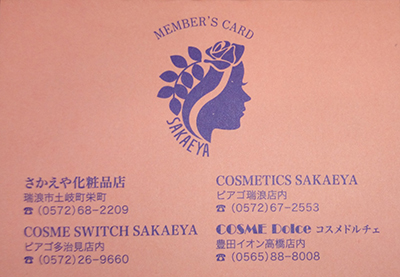 MEMBER'S CARD
SAKAEYA
さかえや化粧品店
瑞浪市土岐町栄町
☎ (0572)68-2209
COSMETICS SAKAEYA
ピアゴ瑞浪店内
☎ (0572)67-2553
COSME SWITCH SAKAEYA
ピアゴ多治見店内
☎ (0572)26-9660
COSME Dolce コスメドルチェ
豊田イオン高橋店内
☎ (0565)88-8008